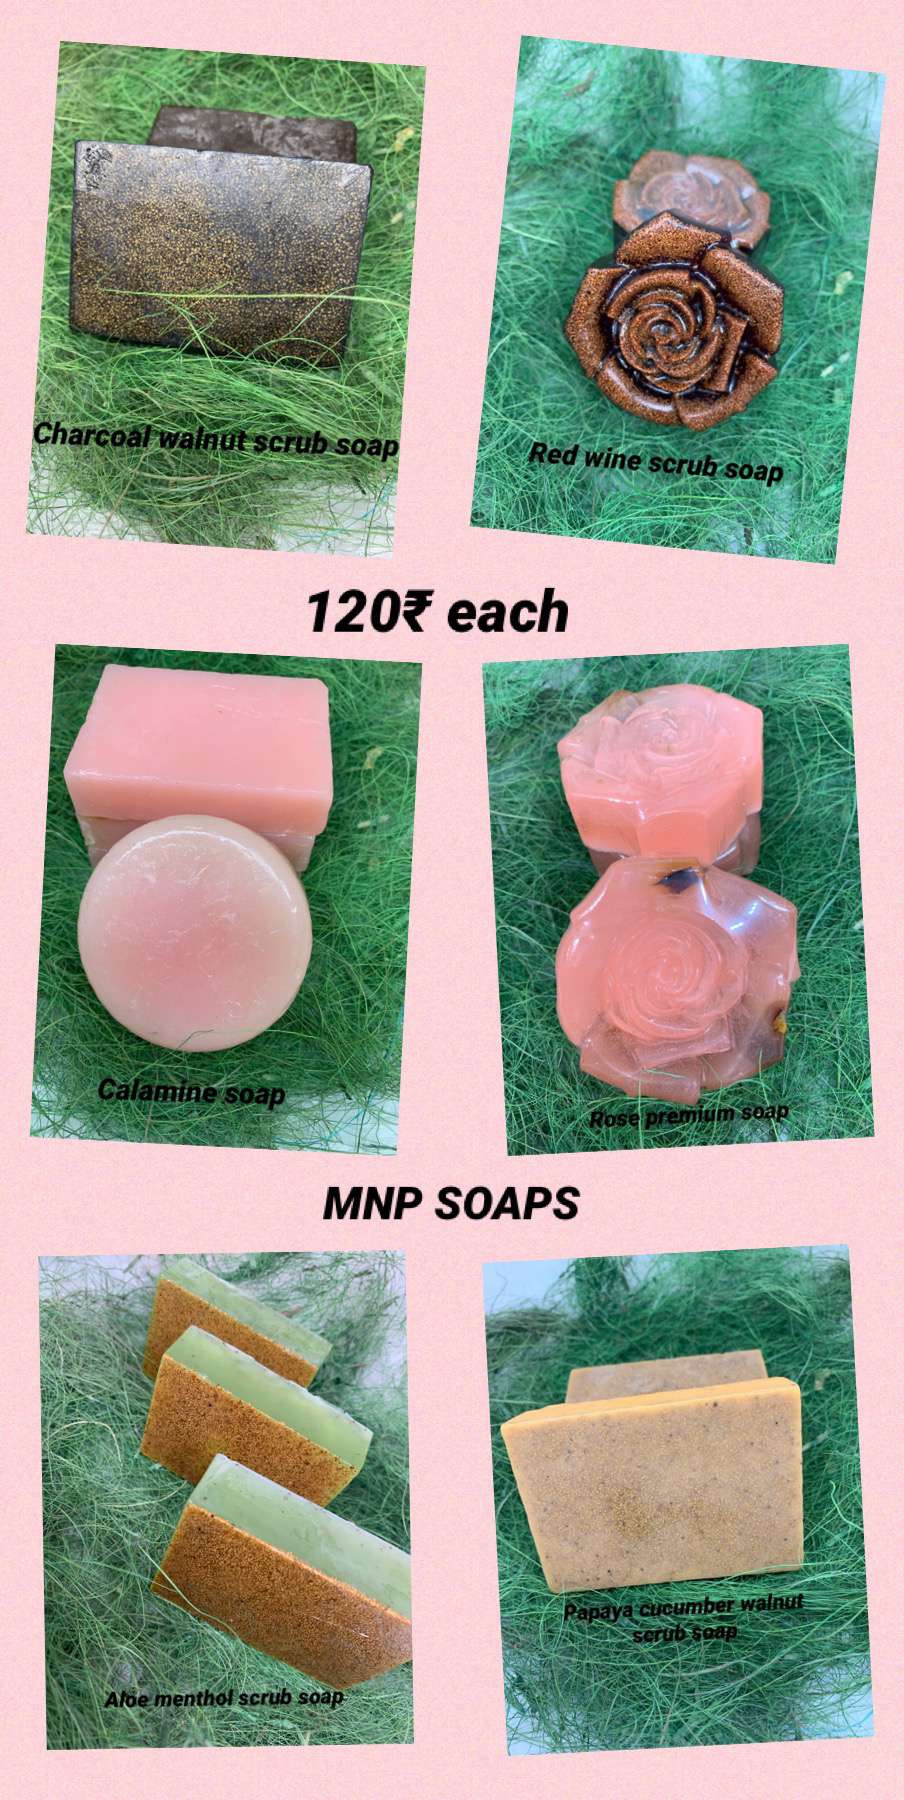 Charcoal walnut scrub soap
Red wine scrub soap
120₹ each
Calamine soap
Rose premium soap
MNP SOAPS
Aloe menthol scrub soap
Papaya cucumber walnut
scrub soap